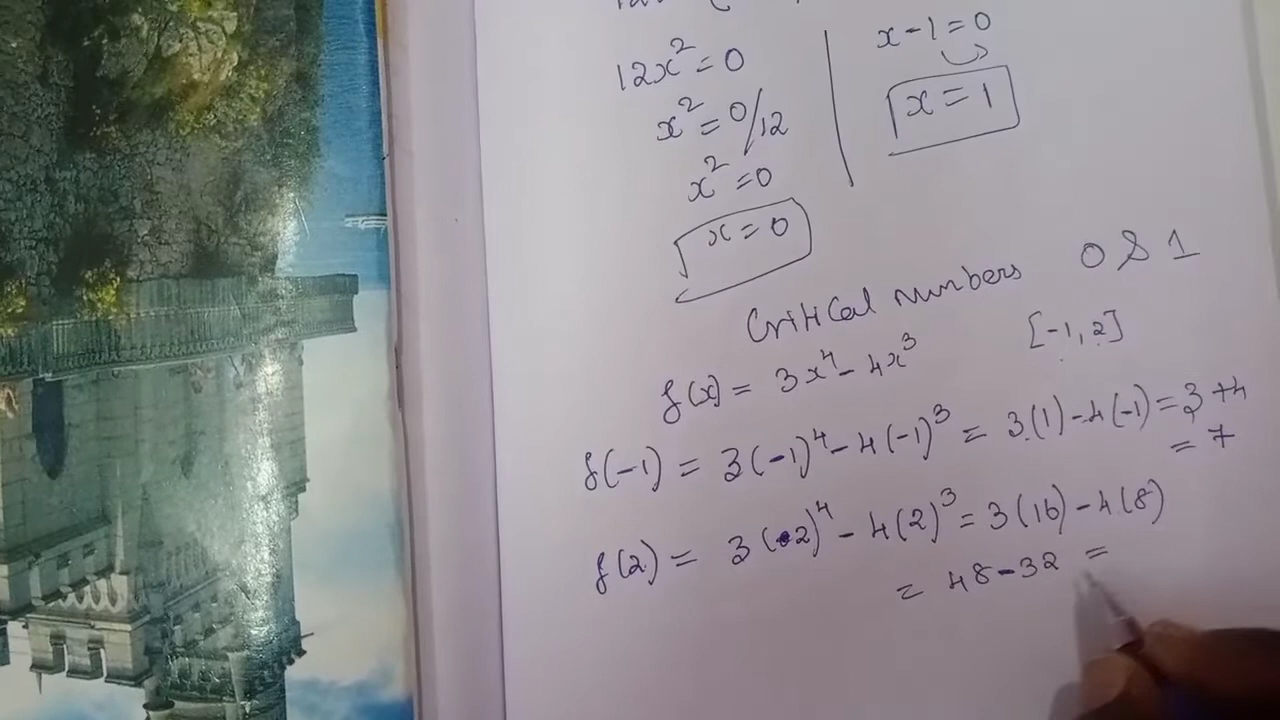 12x² = 0
x² = 0/12
x² = 0
x = 0
x - 1 = 0
x = 1
Critical numbers 0 & 1
f(x) = 3x⁴ - 4x³ [-1, 2]
f(-1) = 3(-1)⁴ - 4(-1)³ = 3(1) - 4(-1) = 3 + 4
= 7
f(2) = 3(2)⁴ - 4(2)³ = 3(16) - 4(8)
= 48 - 32 =